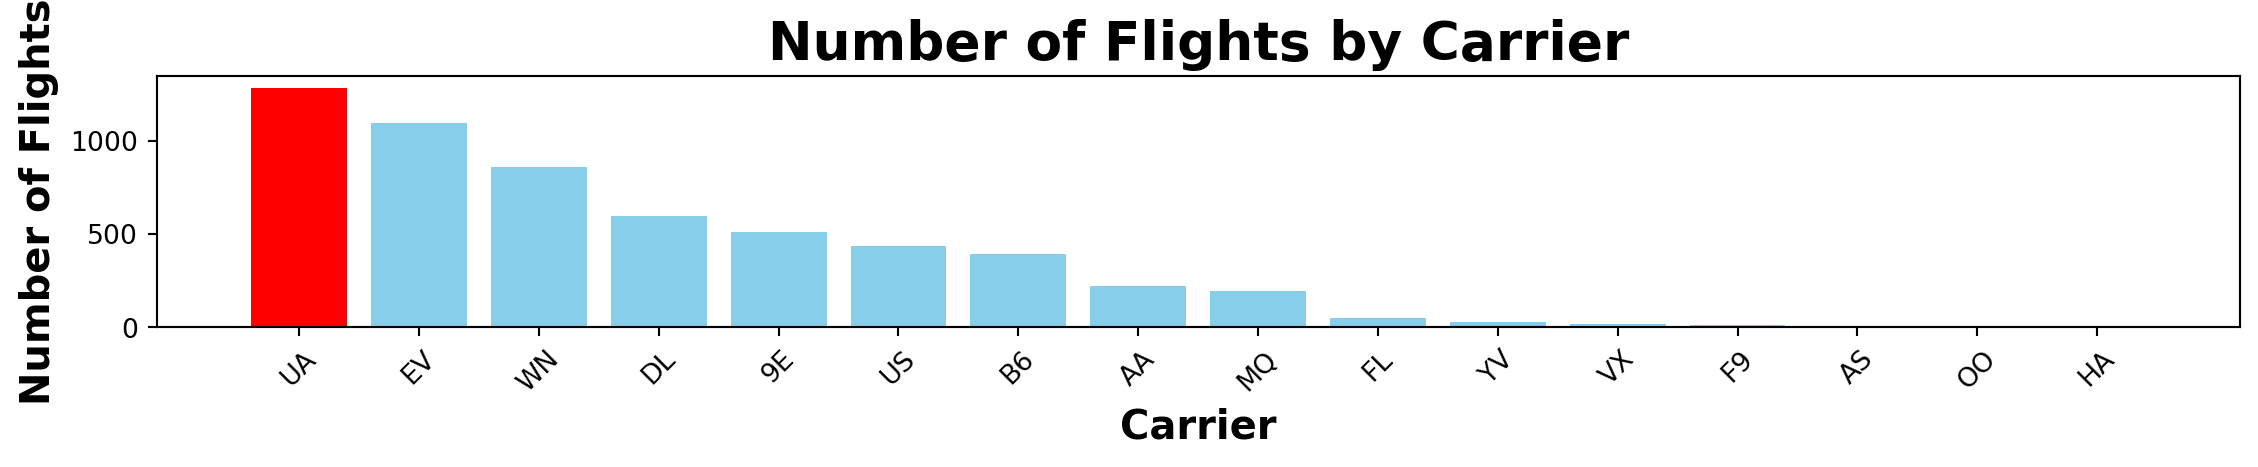 Number of Flights by Carrier
Number of Flights
1000
500
0
UA EV WN DL 9E US B6 AA MQ FL YV VX F9 AS OO HA
Carrier